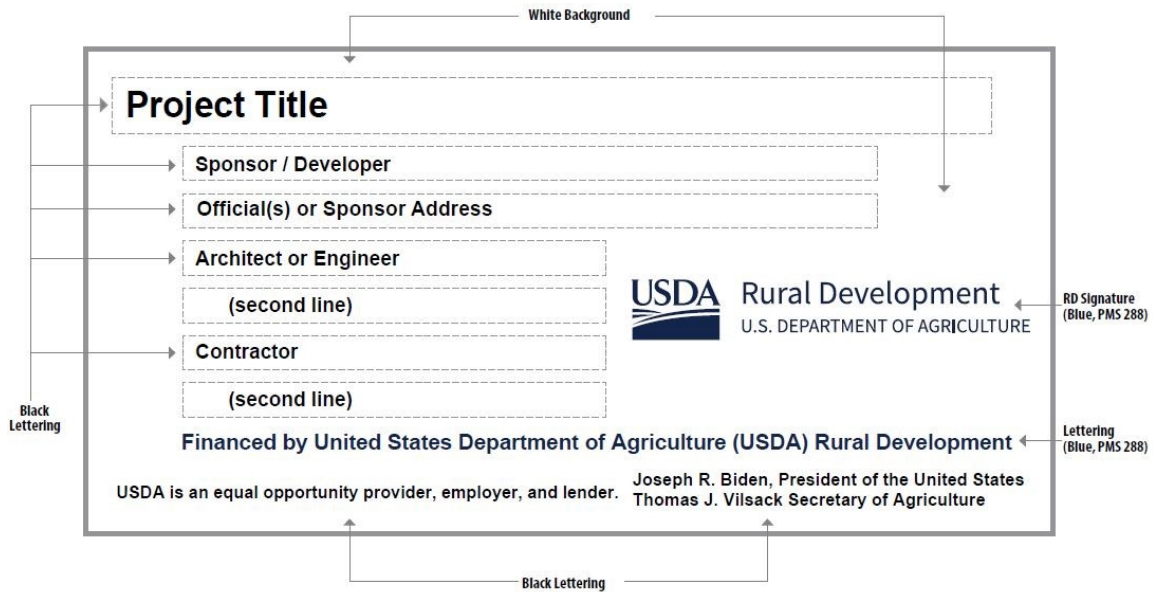 White Background
Project Title
Sponsor / Developer
Official(s) or Sponsor Address
Architect or Engineer
(second line)
USDA Rural Development
U.S. DEPARTMENT OF AGRICULTURE
RD Signature
(Blue, PMS 288)
Contractor
(second line)
Black
Lettering
Financed by United States Department of Agriculture (USDA) Rural Development
Lettering
(Blue, PMS 288)
USDA is an equal opportunity provider, employer, and lender.
Joseph R. Biden, President of the United States
Thomas J. Vilsack Secretary of Agriculture
Black Lettering